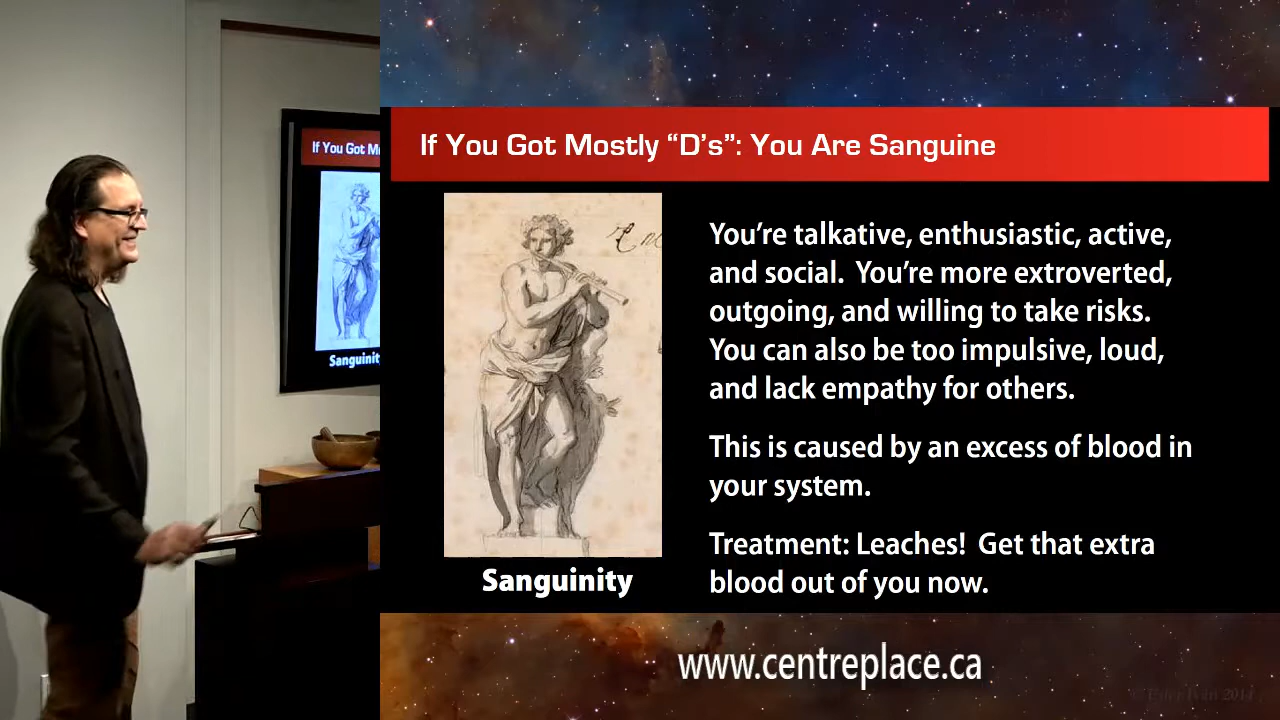 If You Got M
Sanguinit
If You Got Mostly “D’s”: You Are Sanguine
You’re talkative, enthusiastic, active,
and social.  You’re more extroverted,
outgoing, and willing to take risks.
You can also be too impulsive, loud,
and lack empathy for others.
This is caused by an excess of blood in
your system.
Treatment: Leaches!  Get that extra
blood out of you now.
Sanguinity
www.centreplace.ca